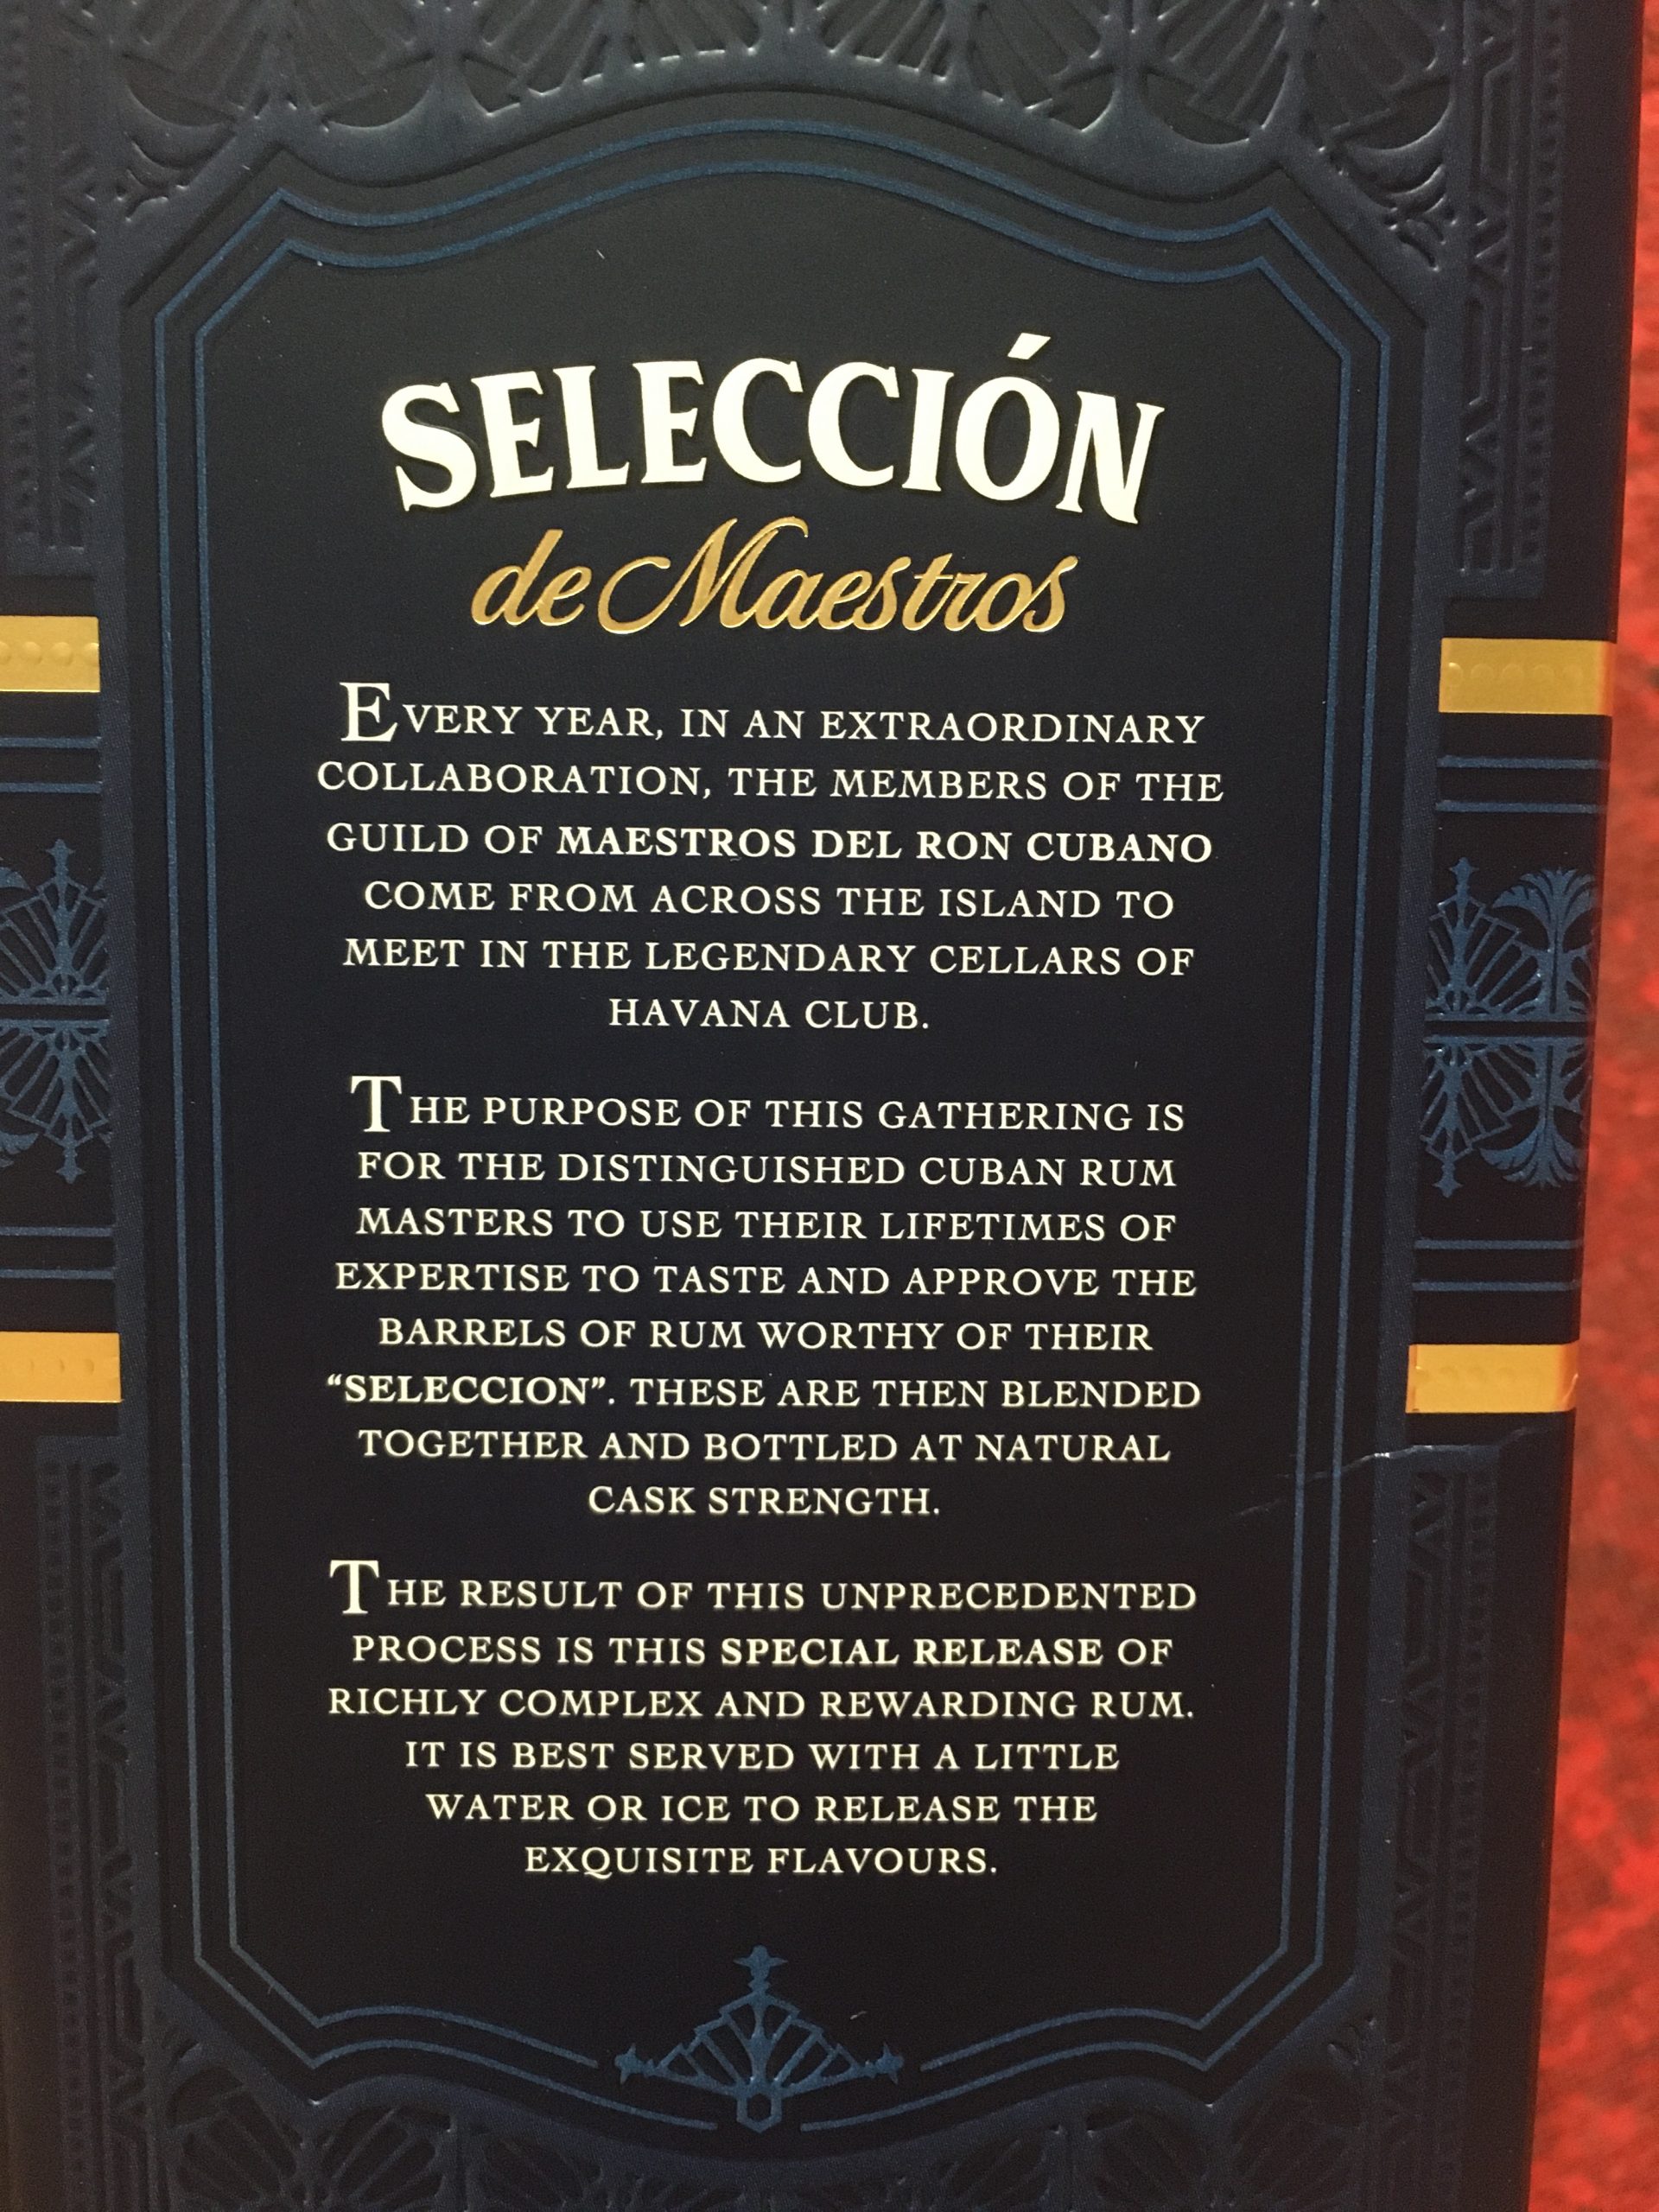 SELECCIÓN
de Maestros
EVERY YEAR, IN AN EXTRAORDINARY
COLLABORATION, THE MEMBERS OF THE
GUILD OF MAESTROS DEL RON CUBANO
COME FROM ACROSS THE ISLAND TO
MEET IN THE LEGENDARY CELLARS OF
HAVANA CLUB.
THE PURPOSE OF THIS GATHERING IS
FOR THE DISTINGUISHED CUBAN RUM
MASTERS TO USE THEIR LIFETIMES OF
EXPERTISE TO TASTE AND APPROVE THE
BARRELS OF RUM WORTHY OF THEIR
“SELECCION”. THESE ARE THEN BLENDED
TOGETHER AND BOTTLED AT NATURAL
CASK STRENGTH.
THE RESULT OF THIS UNPRECEDENTED
PROCESS IS THIS SPECIAL RELEASE OF
RICHLY COMPLEX AND REWARDING RUM.
IT IS BEST SERVED WITH A LITTLE
WATER OR ICE TO RELEASE THE
EXQUISITE FLAVOURS.